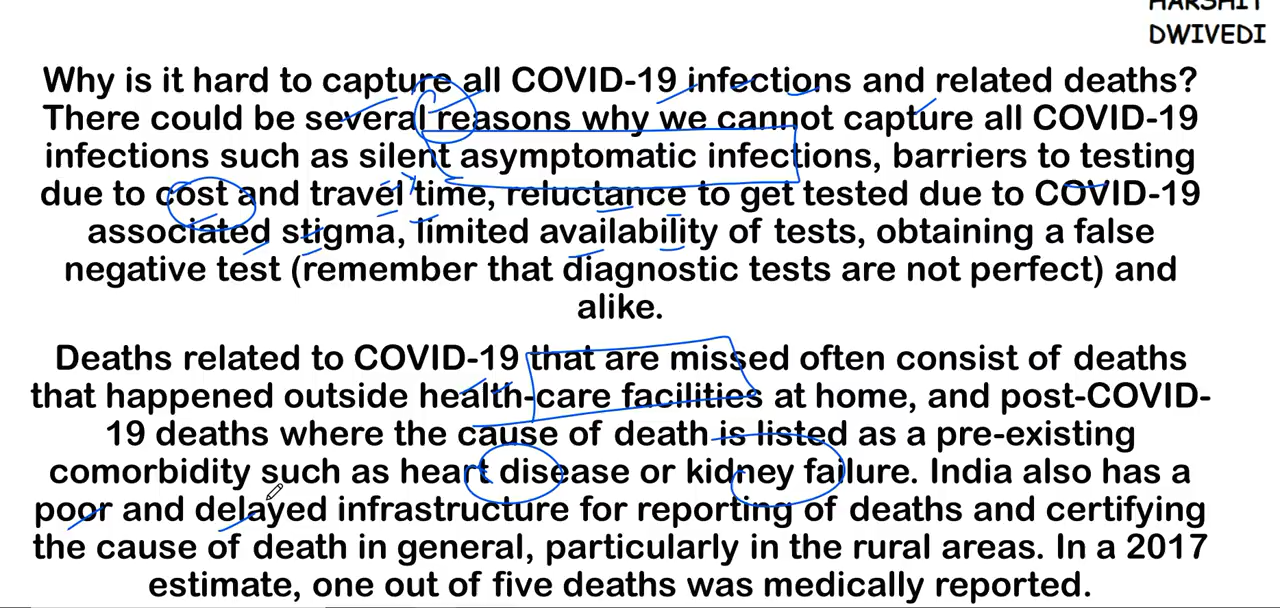 HARSHIT
DWIVEDI
Why is it hard to capture all COVID-19 infections and related deaths?
There could be several reasons why we cannot capture all COVID-19
infections such as silent asymptomatic infections, barriers to testing
due to cost and travel time, reluctance to get tested due to COVID-19
associated stigma, limited availability of tests, obtaining a false
negative test (remember that diagnostic tests are not perfect) and
alike.
Deaths related to COVID-19 that are missed often consist of deaths
that happened outside health-care facilities at home, and post-COVID-
19 deaths where the cause of death is listed as a pre-existing
comorbidity such as heart disease or kidney failure. India also has a
poor and delayed infrastructure for reporting of deaths and certifying
the cause of death in general, particularly in the rural areas. In a 2017
estimate, one out of five deaths was medically reported.